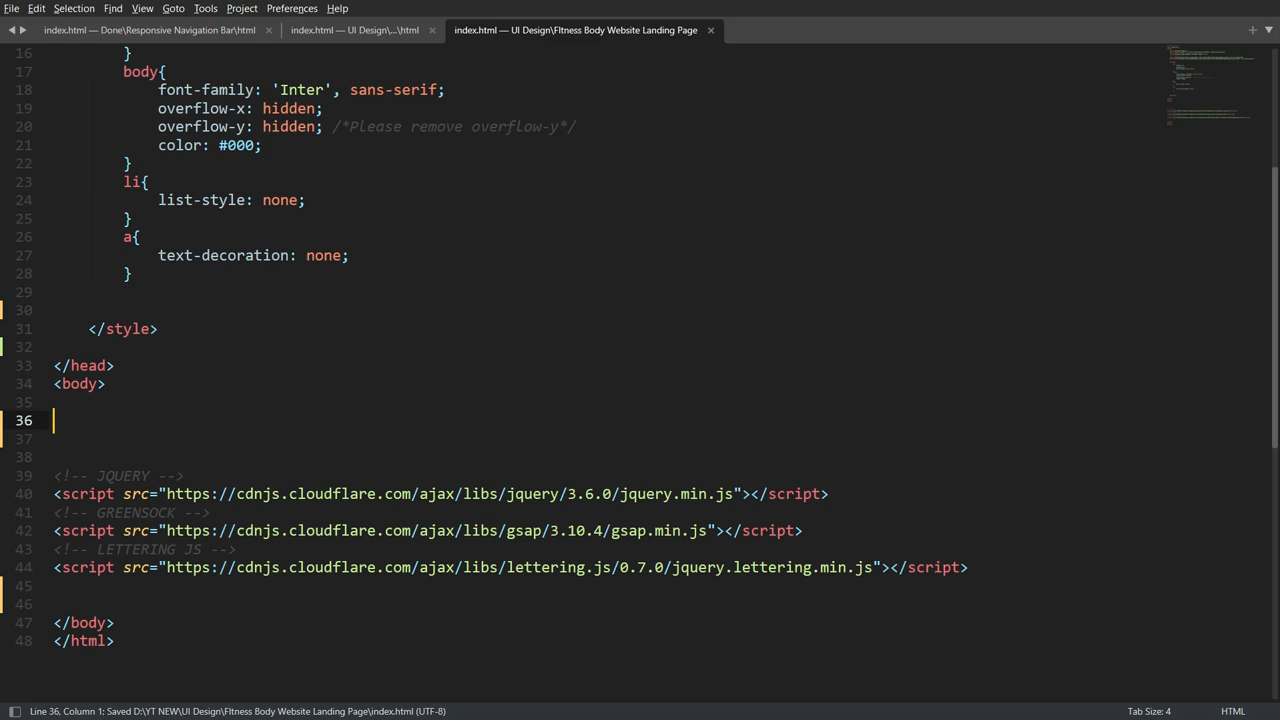 File Edit Selection Find View Goto Tools Project Preferences Help
index.html — Done\Responsive Navigation Bar\html × index.html — UI Design\...\html × index.html — UI Design\FItness Body Website Landing Page ×
16 }
17 body{
18 font-family: 'Inter', sans-serif;
19 overflow-x: hidden;
20 overflow-y: hidden; /*Please remove overflow-y*/
21 color: #000;
22 }
23 li{
24 list-style: none;
25 }
26 a{
27 text-decoration: none;
28 }
29
30
31 </style>
32
33 </head>
34 <body>
35
36
37
38
39 <!-- JQUERY -->
40 <script src="https://cdnjs.cloudflare.com/ajax/libs/jquery/3.6.0/jquery.min.js"></script>
41 <!-- GREENSOCK -->
42 <script src="https://cdnjs.cloudflare.com/ajax/libs/gsap/3.10.4/gsap.min.js"></script>
43 <!-- LETTERING JS -->
44 <script src="https://cdnjs.cloudflare.com/ajax/libs/lettering.js/0.7.0/jquery.lettering.min.js"></script>
45
46
47 </body>
48 </html>
Line 36, Column 1: Saved D:\YT NEW\UI Design\FItness Body Website Landing Page\index.html (UTF-8) Tab Size: 4 HTML